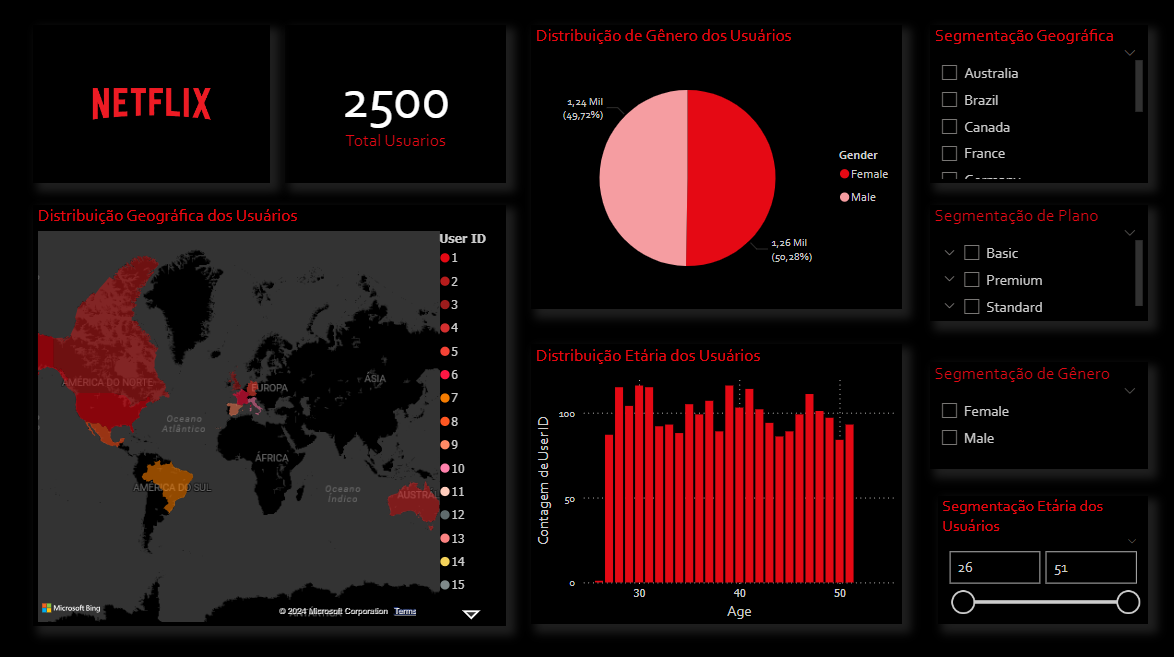 NETFLIX
2500
Total Usuarios
Distribuição Geográfica dos Usuários
User ID
1
2
3
4
5
6
7
8
9
10
11
12
13
14
15
AMÉRICA DO NORTE
EUROPA
ÁSIA
Oceano
Atlântico
ÁFRICA
AMÉRICA DO SUL
Oceano
Índico
AUSTRAL
Microsoft Bing
© 2024 Microsoft Corporation Terms
Distribuição de Gênero dos Usuários
1,24 Mil
(49,72%)
1,26 Mil
(50,28%)
Gender
Female
Male
Distribuição Etária dos Usuários
Contagem de User ID
100
50
0
30
40
50
Age
Segmentação Geográfica
Australia
Brazil
Canada
France
Germany
Segmentação de Plano
Basic
Premium
Standard
Segmentação de Gênero
Female
Male
Segmentação Etária dos
Usuários
26
51